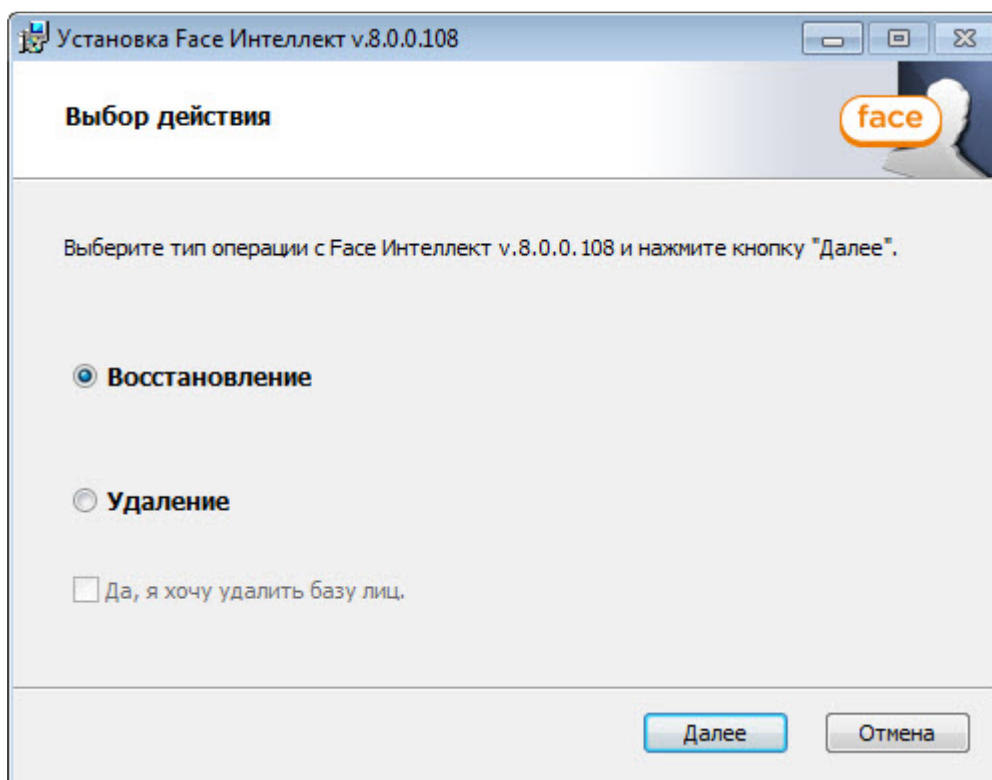 Установка Face Интеллект v.8.0.0.108
Выбор действия
face
Выберите тип операции с Face Интеллект v.8.0.0.108 и нажмите кнопку "Далее".
Восстановление
Удаление
Да, я хочу удалить базу лиц.
Далее
Отмена